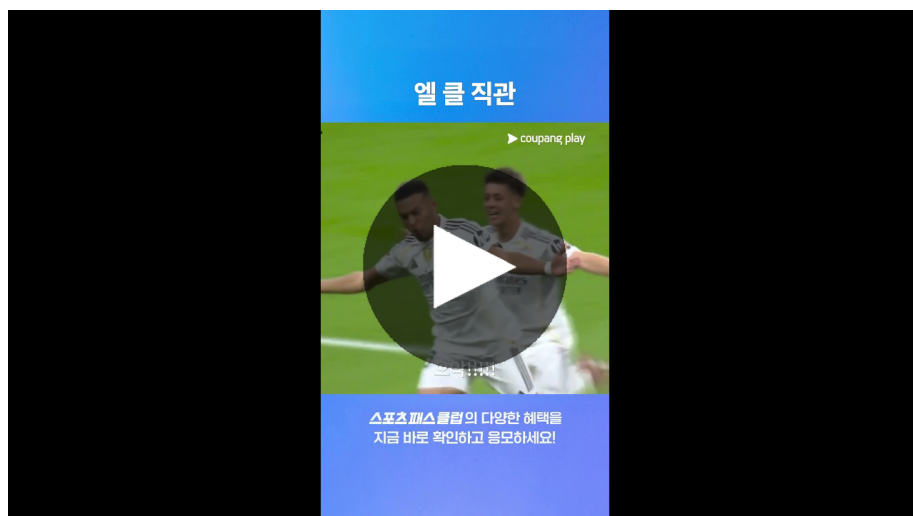 엘 클 직관
coupang play
스포츠 패스 클럽의 다양한 혜택을
지금 바로 확인하고 응모하세요!